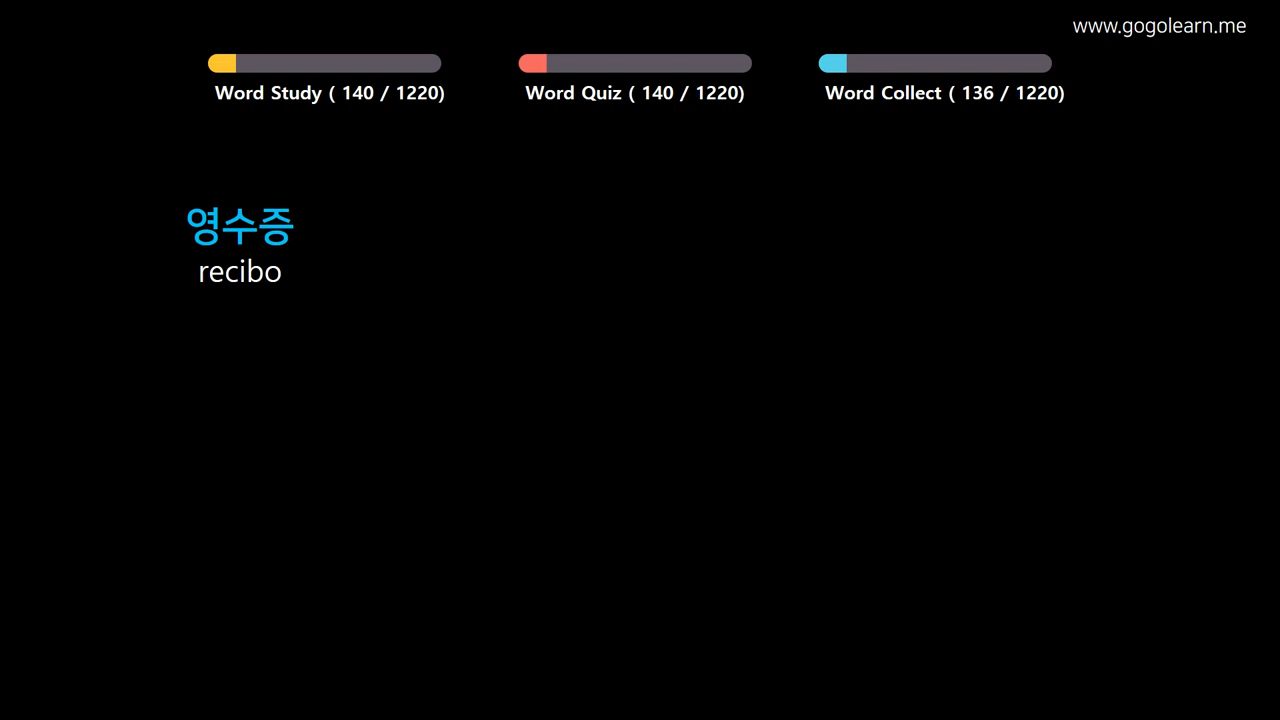 www.gogolearn.me
Word Study ( 140 / 1220)
Word Quiz ( 140 / 1220)
Word Collect ( 136 / 1220)
영수증
recibo